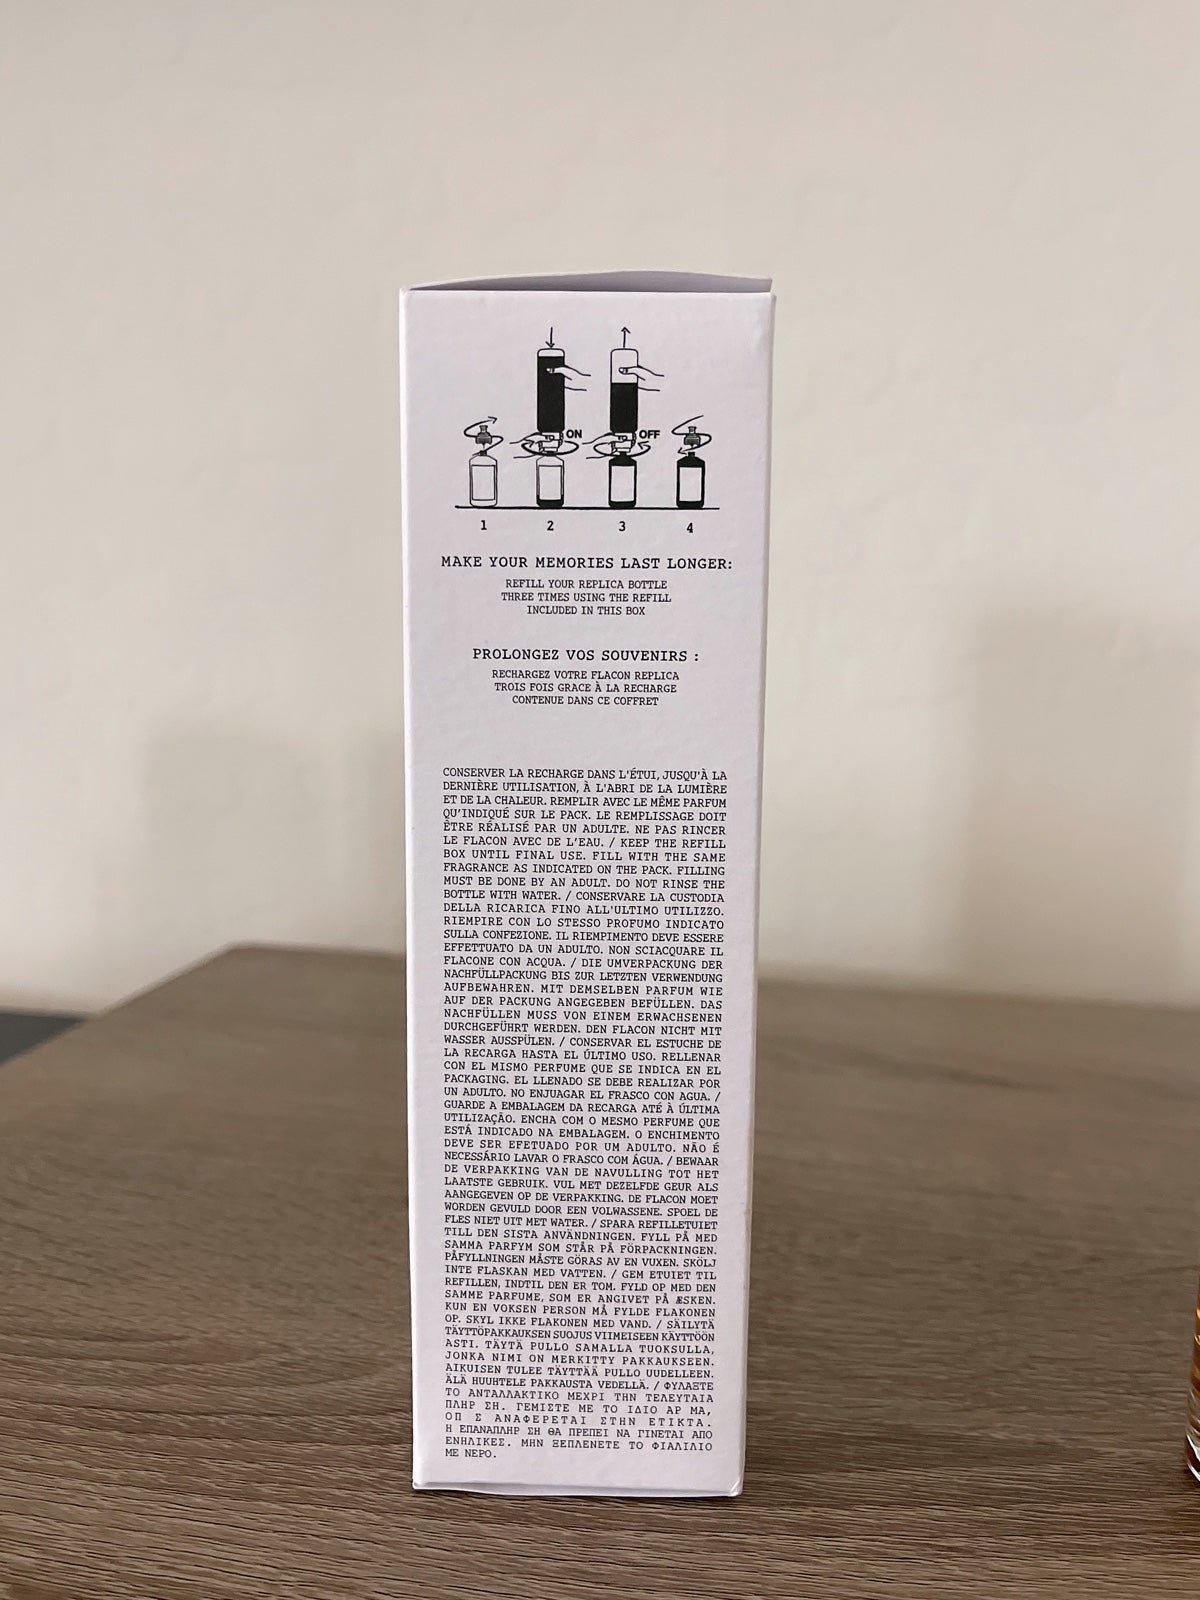 ON OFF
1 2 3 4
MAKE YOUR MEMORIES LAST LONGER:
REFILL YOUR REPLICA BOTTLE
THREE TIMES USING THE REFILL
INCLUDED IN THIS BOX
PROLONGEZ VOS SOUVENIRS :
RECHARGEZ VOTRE FLACON REPLICA
TROIS FOIS GRACE À LA RECHARGE
CONTENUE DANS CE COFFRET
CONSERVER LA RECHARGE DANS L'ÉTUI, JUSQU'À LA
DERNIÈRE UTILISATION, À L'ABRI DE LA LUMIÈRE
ET DE LA CHALEUR. REMPLIR AVEC LE MÊME PARFUM
QU'INDIQUÉ SUR LE PACK. LE REMPLISSAGE DOIT
ÊTRE RÉALISÉ PAR UN ADULTE. NE PAS RINCER
LE FLACON AVEC DE L'EAU. / KEEP THE REFILL
BOX UNTIL FINAL USE. FILL WITH THE SAME
FRAGRANCE AS INDICATED ON THE PACK. FILLING
MUST BE DONE BY AN ADULT. DO NOT RINSE THE
BOTTLE WITH WATER. / CONSERVARE LA CUSTODIA
DELLA RICARICA FINO ALL'ULTIMO UTILIZZO.
RIEMPIRE CON LO STESSO PROFUMO INDICATO
SULLA CONFEZIONE. IL RIEMPIMENTO DEVE ESSERE
EFFETTUATO DA UN ADULTO. NON SCIACQUARE IL
FLACONE CON ACQUA. / DIE UMVERPACKUNG DER
NACHFÜLLPACKUNG BIS ZUR LETZTEN VERWENDUNG
AUFBEWAHREN. MIT DEMSELBEN PARFUM WIE
AUF DER PACKUNG ANGEGEBEN BEFÜLLEN. DAS
NACHFÜLLEN MUSS VON EINEM ERWACHSENEN
DURCHGEFÜHRT WERDEN. DEN FLACON NICHT MIT
WASSER AUSSPÜLEN. / CONSERVAR EL ESTUCHE DE
LA RECARGA HASTA EL ÚLTIMO USO. RELLENAR
CON EL MISMO PERFUME QUE SE INDICA EN EL
PACKAGING. EL LLENADO SE DEBE REALIZAR POR
UN ADULTO. NO ENJUAGAR EL FRASCO CON AGUA. /
GUARDE A EMBALAGEM DA RECARGA ATÉ À ÚLTIMA
UTILIZAÇÃO. ENCHA COM O MESMO PERFUME QUE
ESTÁ INDICADO NA EMBALAGEM. O ENCHIMENTO
DEVE SER EFETUADO POR UM ADULTO. NÃO É
NECESSÁRIO LAVAR O FRASCO COM ÁGUA. / BEWAAR
DE VERPAKKING VAN DE NAVULLING TOT HET
LAATSTE GEBRUIK. VUL MET DEZELFDE GEUR ALS
AANGEGEVEN OP DE VERPAKKING. DE FLACON MOET
WORDEN GEVULD DOOR EEN VOLWASSENE. SPOEL DE
FLES NIET UIT MET WATER. / SPARA REFILLETUIET
TILL DEN SISTA ANVÄNDNINGEN. FYLL PÅ MED
SAMMA PARFYM SOM STÅR PÅ FÖRPACKNINGEN.
PÅFYLLNINGEN MÅSTE GÖRAS AV EN VUXEN. SKÖLJ
INTE FLASKAN MED VATTEN. / GEM ETUIET TIL
REFILLEN, INDTIL DEN ER TOM. FYLD OP MED DEN
SAMME PARFUME, SOM ER ANGIVET PÅ ÆSKEN.
KUN EN VOKSEN PERSON MÅ FYLDE FLAKONEN
OP. SKYL IKKE FLAKONEN MED VAND. / SÄILYTÄ
TÄYTTÖPAKKAUKSEN SUOJUS VIIMEISEEN KÄYTTÖÖN
ASTI. TÄYTÄ PULLO SAMALLA TUOKSULLA,
JONKA NIMI ON MERKITTY PAKKAUKSEEN.
AIKUISEN TULEE TÄYTTÄÄ PULLO UUDELLEEN.
ÄLÄ HUUHTELE PAKKAUSTA VEDELLÄ. / ΦΥΛΑΞΤΕ
ΤΟ ΑΝΤΑΛΛΑΚΤΙΚΟ ΜΕΧΡΙ ΤΗΝ ΤΕΛΕΥΤΑΙΑ
ΠΛΗΡ ΣΗ. ΓΕΜΙΣΤΕ ΜΕ ΤΟ ΙΔΙΟ ΑΡ ΜΑ,
ΟΠ Σ ΑΝΑΦΕΡΕΤΑΙ ΣΤΗΝ ΕΤΙΚΤΑ.
Η ΕΠΑΝΑΠΛΗΡ ΣΗ ΘΑ ΠΡΕΠΕΙ ΝΑ ΓΙΝΕΤΑΙ ΑΠΟ
ΕΝΗΛΙΚΕΣ. ΜΗΝ ΞΕΠΛΕΝΕΤΕ ΤΟ ΦΙΑΛΙΛΙΟ
ΜΕ ΝΕΡΟ.